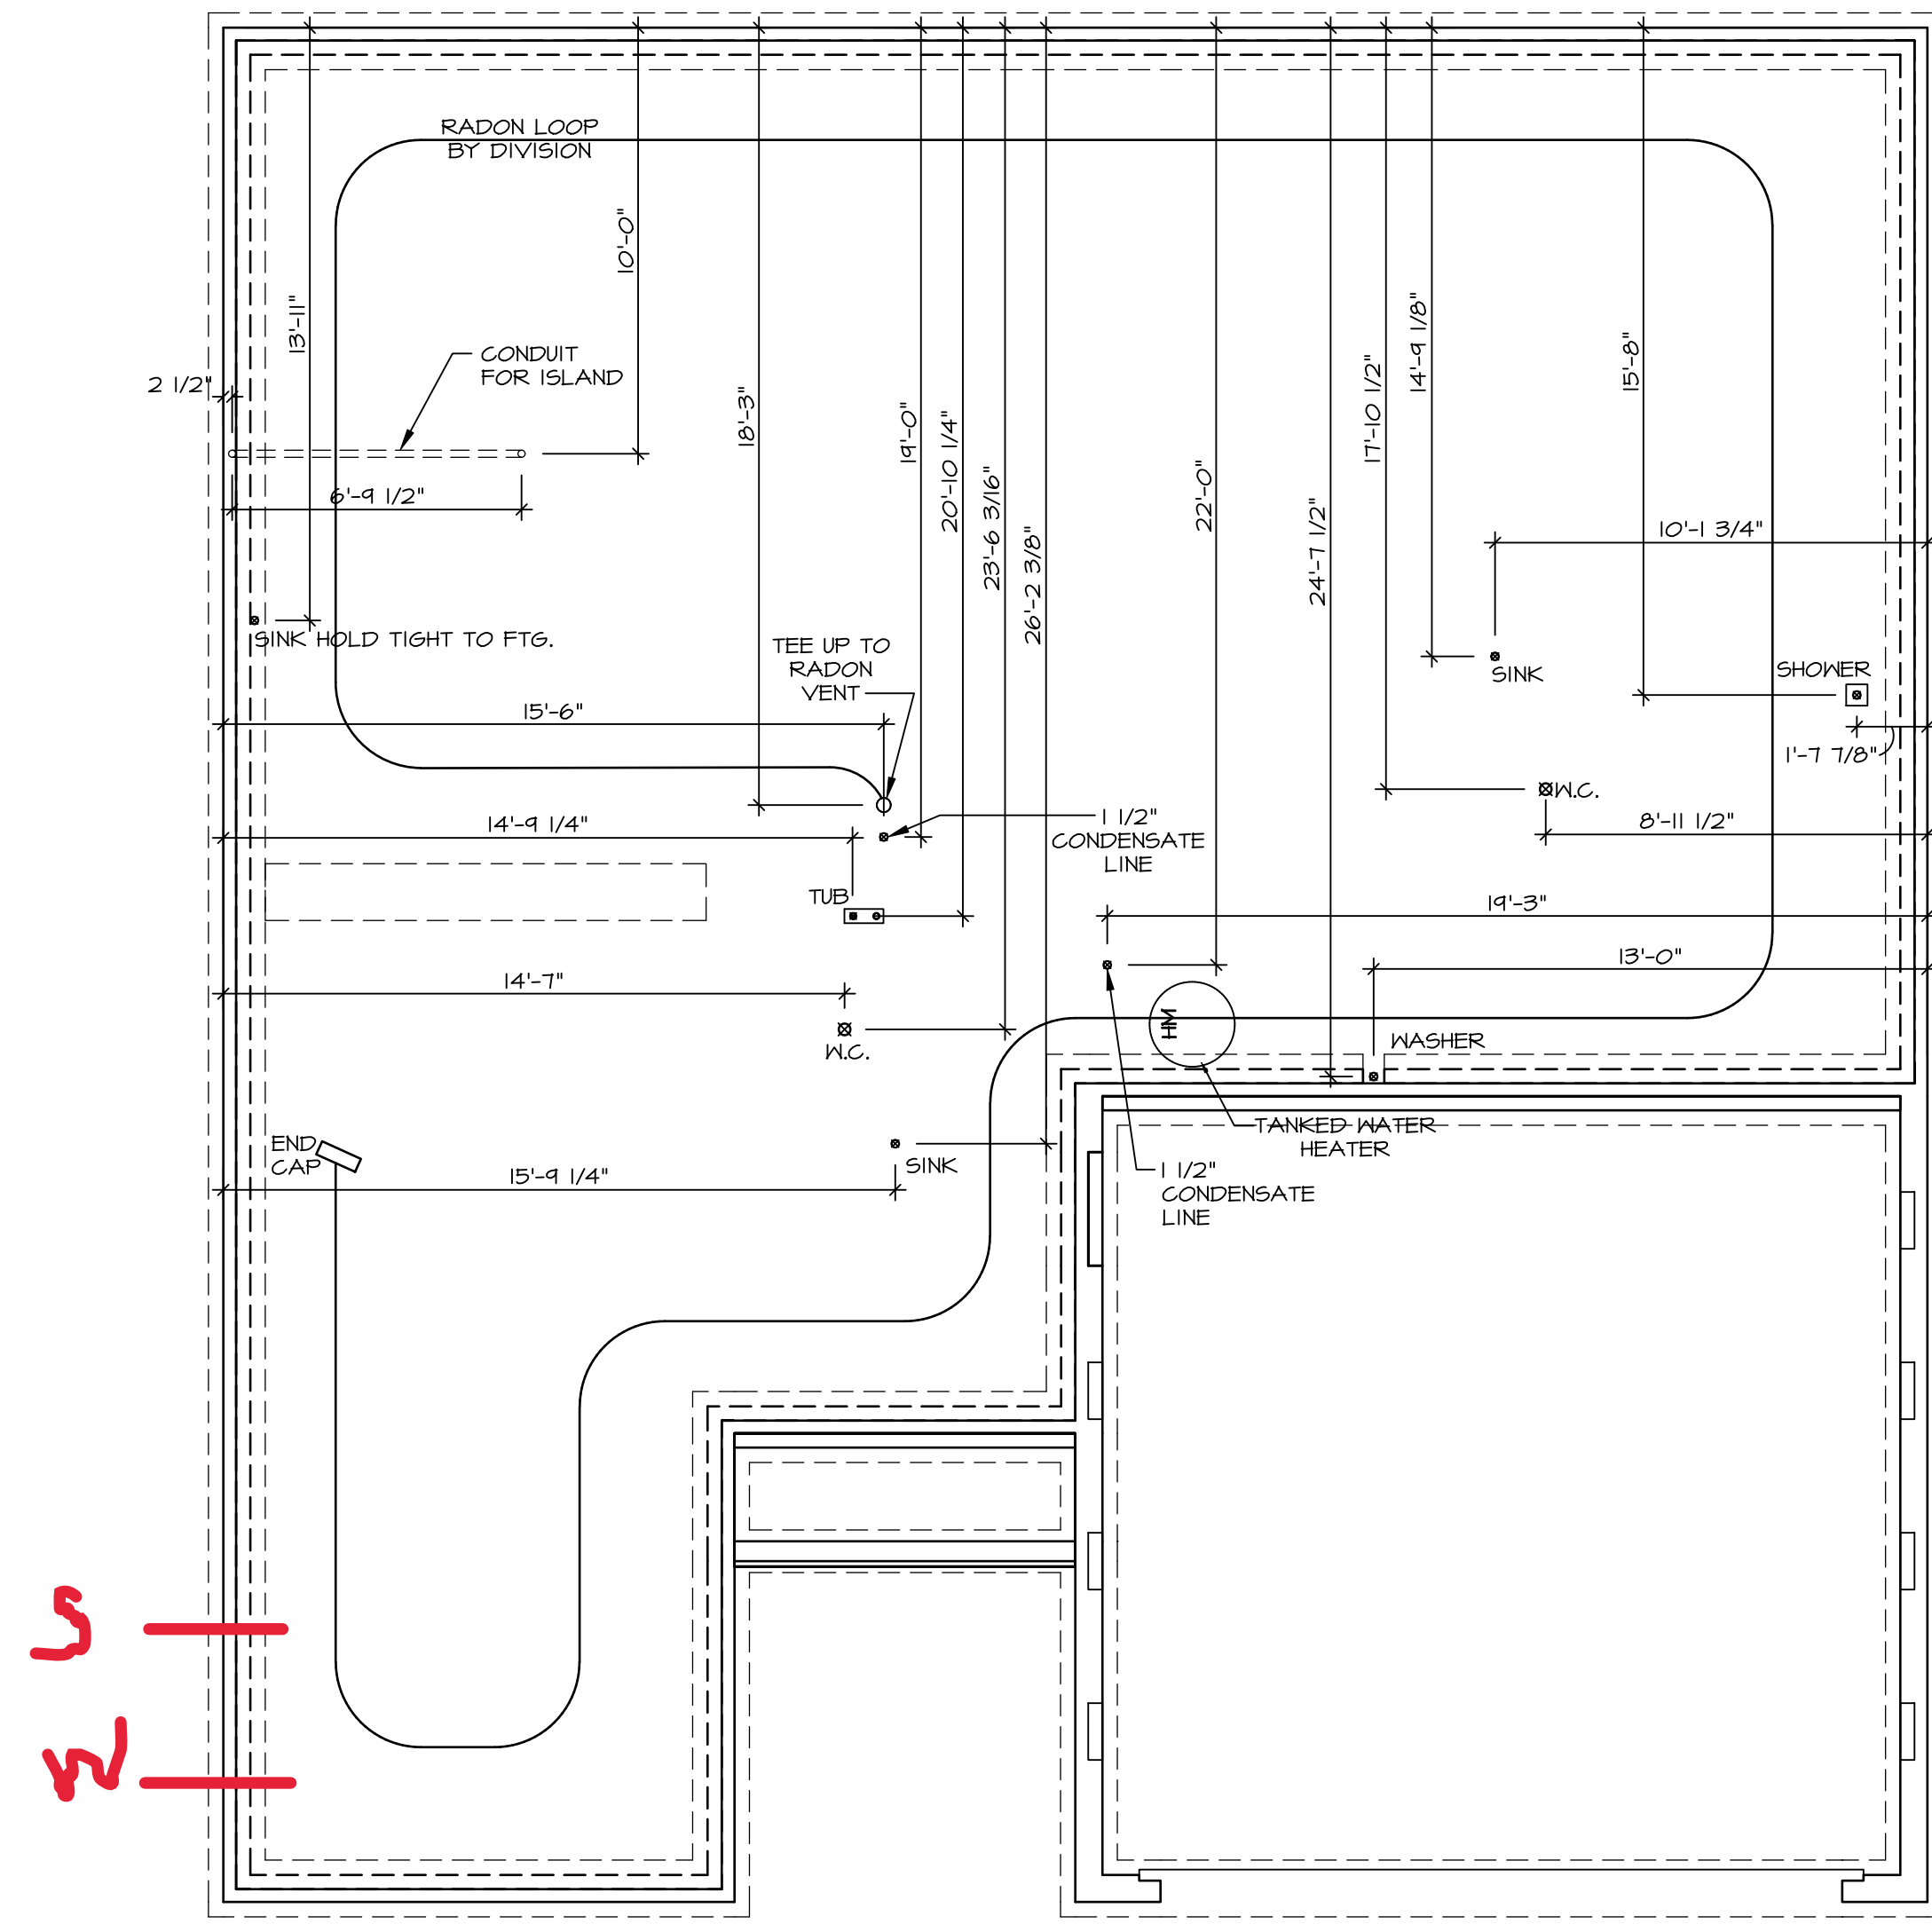 RADON LOOP
BY DIVISION
10'-0"
13'-11"
CONDUIT
FOR ISLAND
2 1/2"
6'-9 1/2"
18'-3"
19'-0"
20'-10 1/4"
23'-6 3/16"
26'-2 3/8"
22'-0"
24'-7 1/2"
17'-10 1/2"
14'-9 1/8"
15'-8"
10'-1 3/4"
SINK HOLD TIGHT TO FTG.
TEE UP TO
RADON
VENT
SINK
SHOWER
15'-6"
1'-7 7/8"
W.C.
14'-9 1/4"
1 1/2"
CONDENSATE
LINE
8'-11 1/2"
TUB
19'-3"
13'-0"
14'-7"
HM
W.C.
WASHER
END
CAP
TANKED WATER
HEATER
SINK
15'-9 1/4"
1 1/2"
CONDENSATE
LINE
S
W